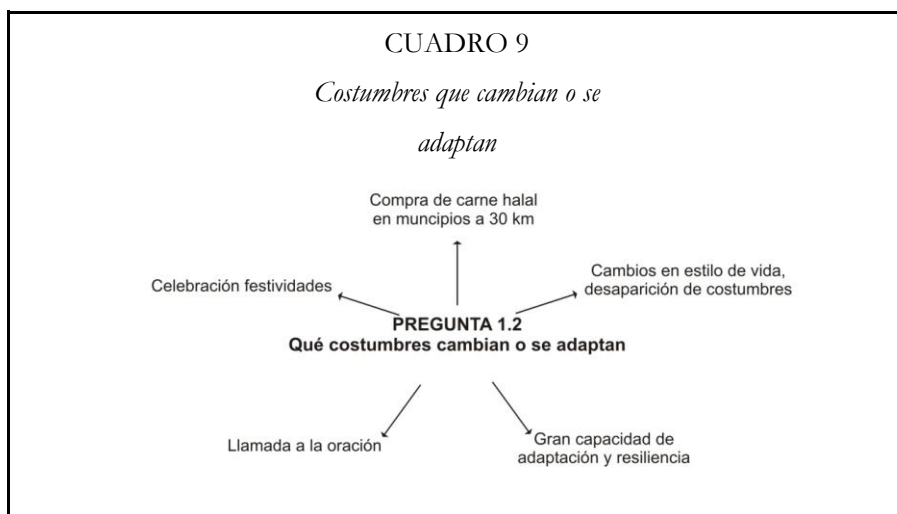 CUADRO 9
Costumbres que cambian o se
adaptan
Compra de carne halal
en muncipios a 30 km
Celebración festividades
Cambios en estilo de vida,
desaparición de costumbres
PREGUNTA 1.2
Qué costumbres cambian o se adaptan
Llamada a la oración
Gran capacidad de
adaptación y resiliencia